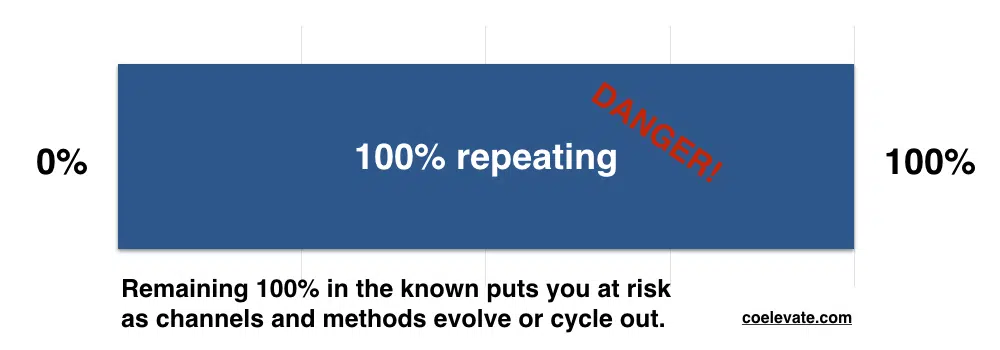 DANGER!
0%
100% repeating
100%
Remaining 100% in the known puts you at risk
as channels and methods evolve or cycle out.
coelevate.com